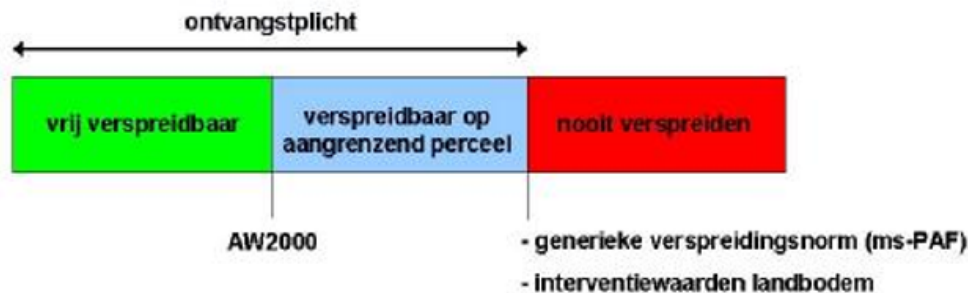 ontvangstplicht
vrij verspreidbaar
verspreidbaar op
aangrenzend perceel
nooit verspreiden
AW2000
- generieke verspreidingsnorm (ms-PAF)
- interventiewaarden landbodem